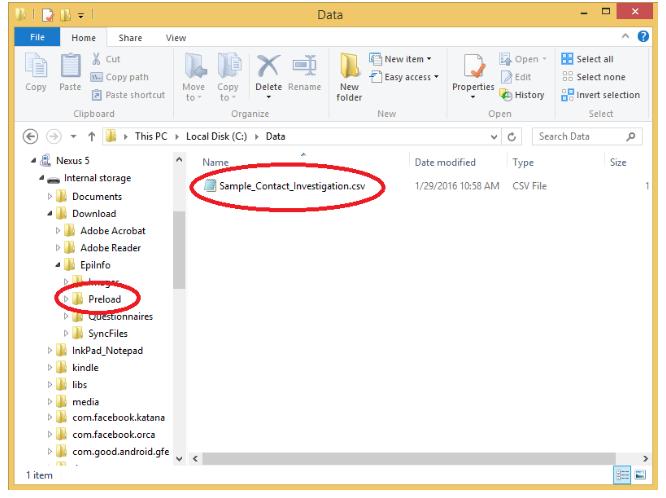 Data
File Home Share View
Copy
Paste
Cut
Copy path
Paste shortcut
Clipboard
Move to
Copy to
Delete
Rename
Organize
New folder
New item
Easy access
New
Properties
Open
Edit
History
Open
Select all
Select none
Invert selection
Select
This PC Local Disk (C:) Data
Search Data
Nexus 5
Internal storage
Documents
Download
Adobe Acrobat
Adobe Reader
EpiInfo
Images
Preload
Questionnaires
SyncFiles
InkPad_Notepad
kindle
libs
media
com.facebook.katana
com.facebook.orca
com.good.android.gfe
Name Date modified Type Size
Sample_Contact_Investigation.csv 1/29/2016 10:58 AM CSV File 1
1 item